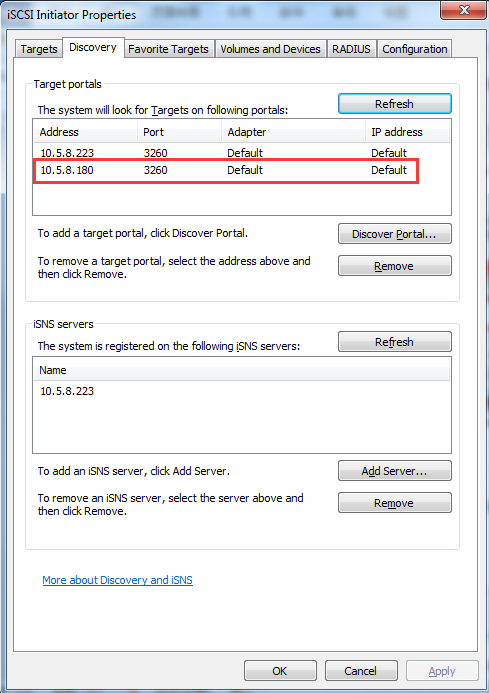 iSCSI Initiator Properties
Targets Discovery Favorite Targets Volumes and Devices RADIUS Configuration
Target portals
The system will look for Targets on following portals: Refresh
Address Port Adapter IP address
10.5.8.223 3260 Default Default
10.5.8.180 3260 Default Default
To add a target portal, click Discover Portal. Discover Portal...
To remove a target portal, select the address above and
then click Remove.
Remove
iSNS servers
The system is registered on the following iSNS servers: Refresh
Name
10.5.8.223
To add an iSNS server, click Add Server. Add Server...
To remove an iSNS server, select the server above and
then click Remove.
Remove
More about Discovery and iSNS
OK Cancel Apply